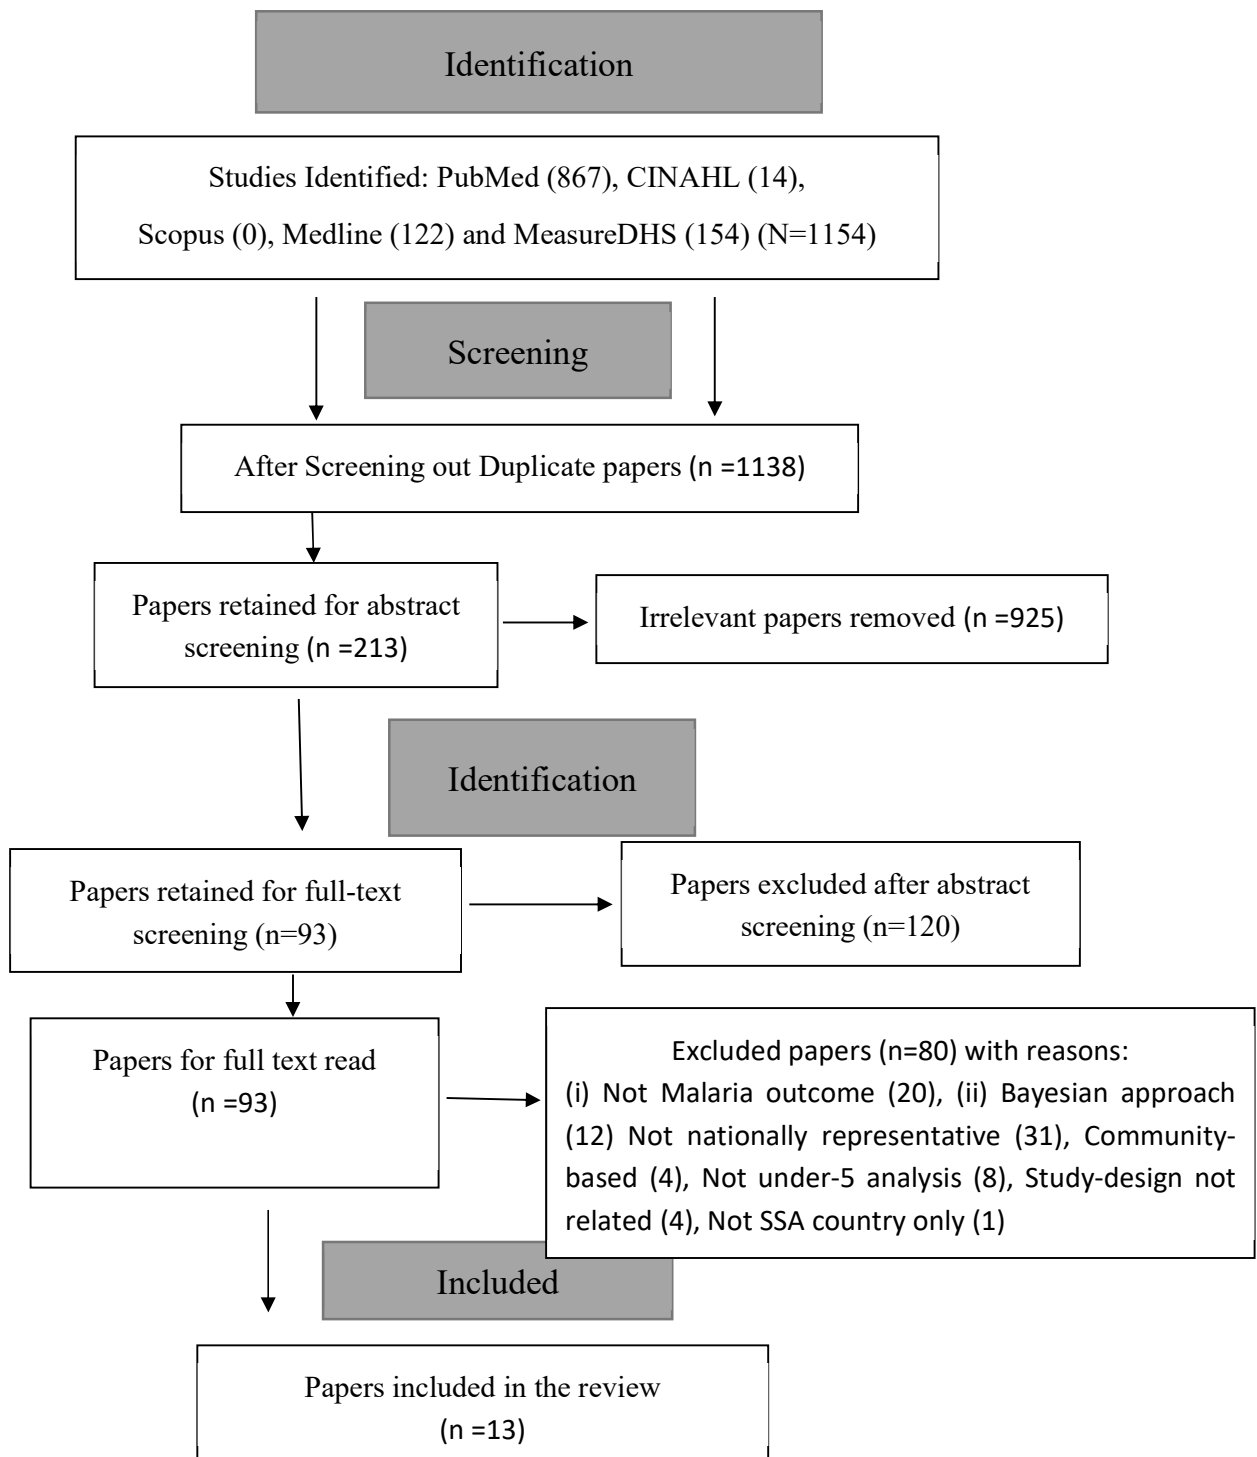 Identification
Studies Identified: PubMed (867), CINAHL (14),
Scopus (0), Medline (122) and MeasureDHS (154) (N=1154)
Screening
After Screening out Duplicate papers (n =1138)
Papers retained for abstract
screening (n =213)
Irrelevant papers removed (n =925)
Identification
Papers retained for full-text
screening (n=93)
Papers excluded after abstract
screening (n=120)
Papers for full text read
(n =93)
Excluded papers (n=80) with reasons:
(i) Not Malaria outcome (20), (ii) Bayesian approach
(12) Not nationally representative (31), Community-
based (4), Not under-5 analysis (8), Study-design not
related (4), Not SSA country only (1)
Included
Papers included in the review
(n =13)